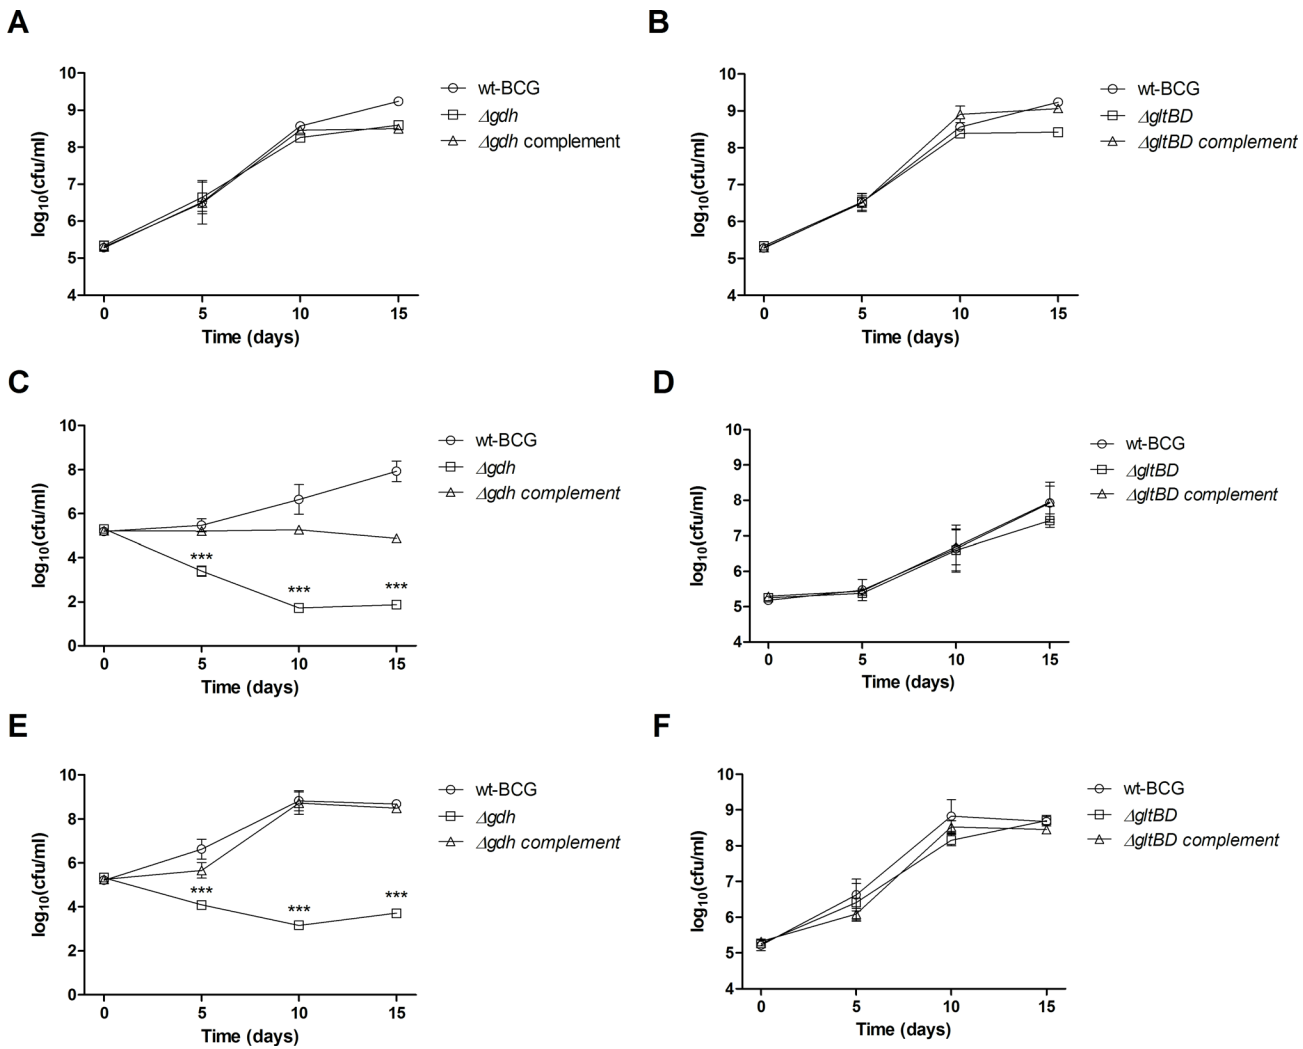 A
10
9
8
7
6
5
4
log10(cfu/ml)
0 5 10 15
Time (days)
wt-BCG
Δgdh
Δgdh complement
B
10
9
8
7
6
5
4
log10(cfu/ml)
0 5 10 15
Time (days)
wt-BCG
ΔgltBD
ΔgltBD complement
C
10
8
6
4
2
0
log10(cfu/ml)
***
***
***
0 5 10 15
Time (days)
wt-BCG
Δgdh
Δgdh complement
D
10
9
8
7
6
5
4
log10(cfu/ml)
0 5 10 15
Time (days)
wt-BCG
ΔgltBD
ΔgltBD complement
E
10
8
6
4
2
0
log10(cfu/ml)
***
***
***
0 5 10 15
Time (days)
wt-BCG
Δgdh
Δgdh complement
F
10
9
8
7
6
5
4
log10(cfu/ml)
0 5 10 15
Time (days)
wt-BCG
ΔgltBD
ΔgltBD complement